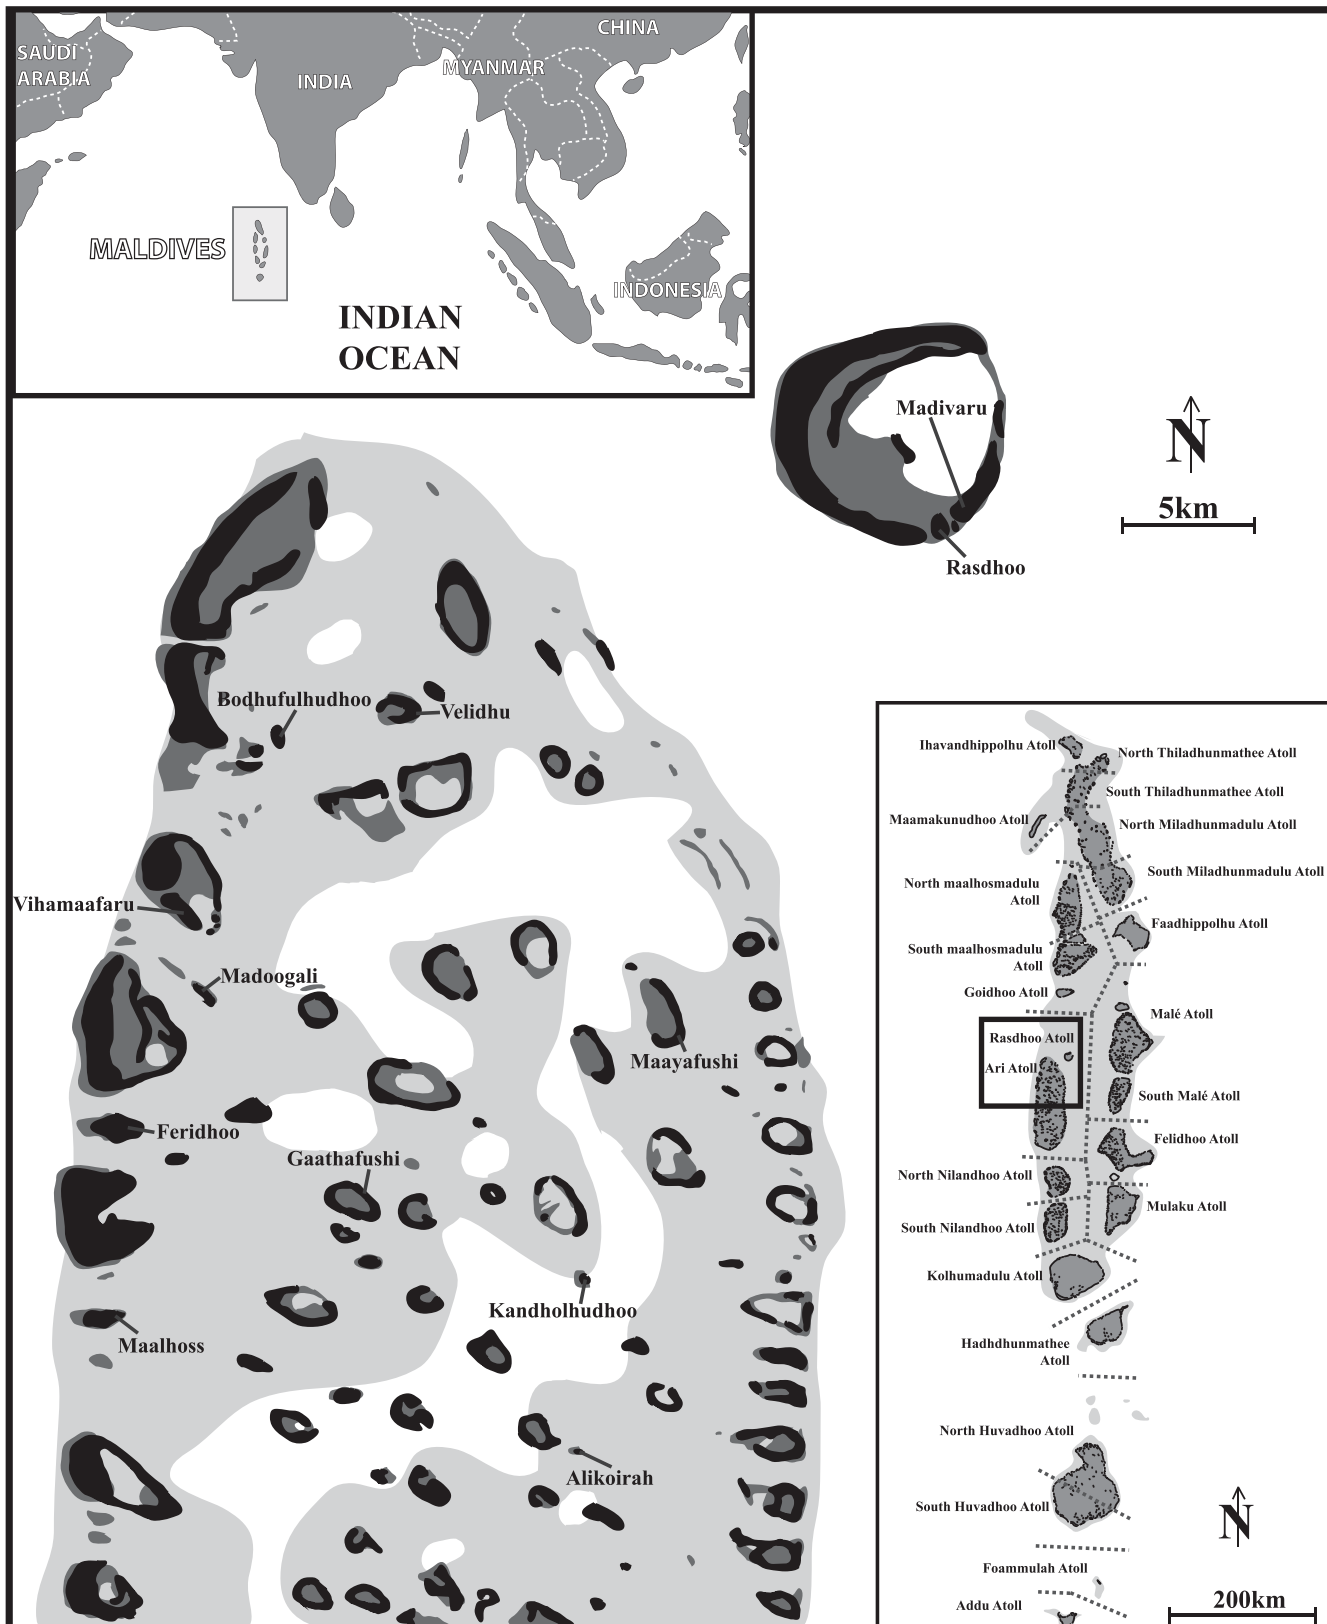 SAUDI
ARABIA
INDIA
MYANMAR
CHINA
MALDIVES
INDONESIA
INDIAN
OCEAN
Madivaru
Rasdhoo
N
5km
Bodhufulhudhoo
Velidhu
Vihamaafaru
Madoogali
Maayafushi
Feridhoo
Gaathafushi
Kandholhudhoo
Maalhoss
Alikoirah
Ihavandhippolhu Atoll
North Thiladhunmathee Atoll
South Thiladhunmathee Atoll
Maamakunudhoo Atoll
North Miladhunmadulu Atoll
South Miladhunmadulu Atoll
North maalhosmadulu
Atoll
Faadhippolhu Atoll
South maalhosmadulu
Atoll
Goidhoo Atoll
Malé Atoll
Rasdhoo Atoll
Ari Atoll
South Malé Atoll
Felidhoo Atoll
North Nilandhoo Atoll
Mulaku Atoll
South Nilandhoo Atoll
Kolhumadulu Atoll
Hadhdhunmathee
Atoll
North Huvadhoo Atoll
South Huvadhoo Atoll
Foammulah Atoll
Addu Atoll
N
200km